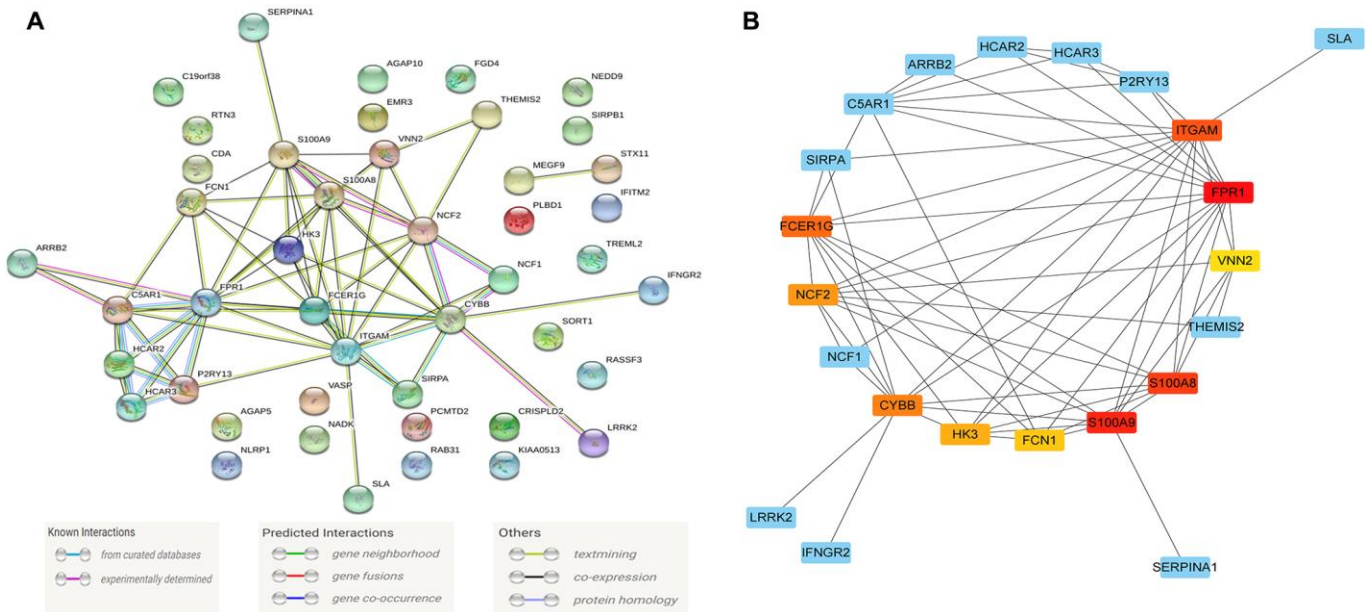 A
SERPINA1
C19orf38
AGAP10
FGD4
NEDD9
EMR3
THEMIS2
RTN3
SIRPB1
S100A9
VNN2
CDA
MEGF9
STX11
S100A8
FCN1
PLBD1
IFITM2
NCF2
HK3
ARRB2
TREML2
NCF1
IFNGR2
C5AR1
FPR1
FCER1G
CYBB
SORT1
ITGAM
HCAR2
RASSF3
P2RY13
SIRPA
HCAR3
VASP
AGAP5
PCMTD2
CRISPLD2
NADK
LRRK2
NLRP1
RAB31
KIAA0513
SLA
Known Interactions
from curated databases
experimentally determined
Predicted Interactions
gene neighborhood
gene fusions
gene co-occurrence
Others
textmining
co-expression
protein homology
B
SLA
HCAR2
HCAR3
ARRB2
P2RY13
C5AR1
ITGAM
SIRPA
FPR1
FCER1G
VNN2
NCF2
THEMIS2
NCF1
S100A8
CYBB
S100A9
HK3
FCN1
LRRK2
IFNGR2
SERPINA1